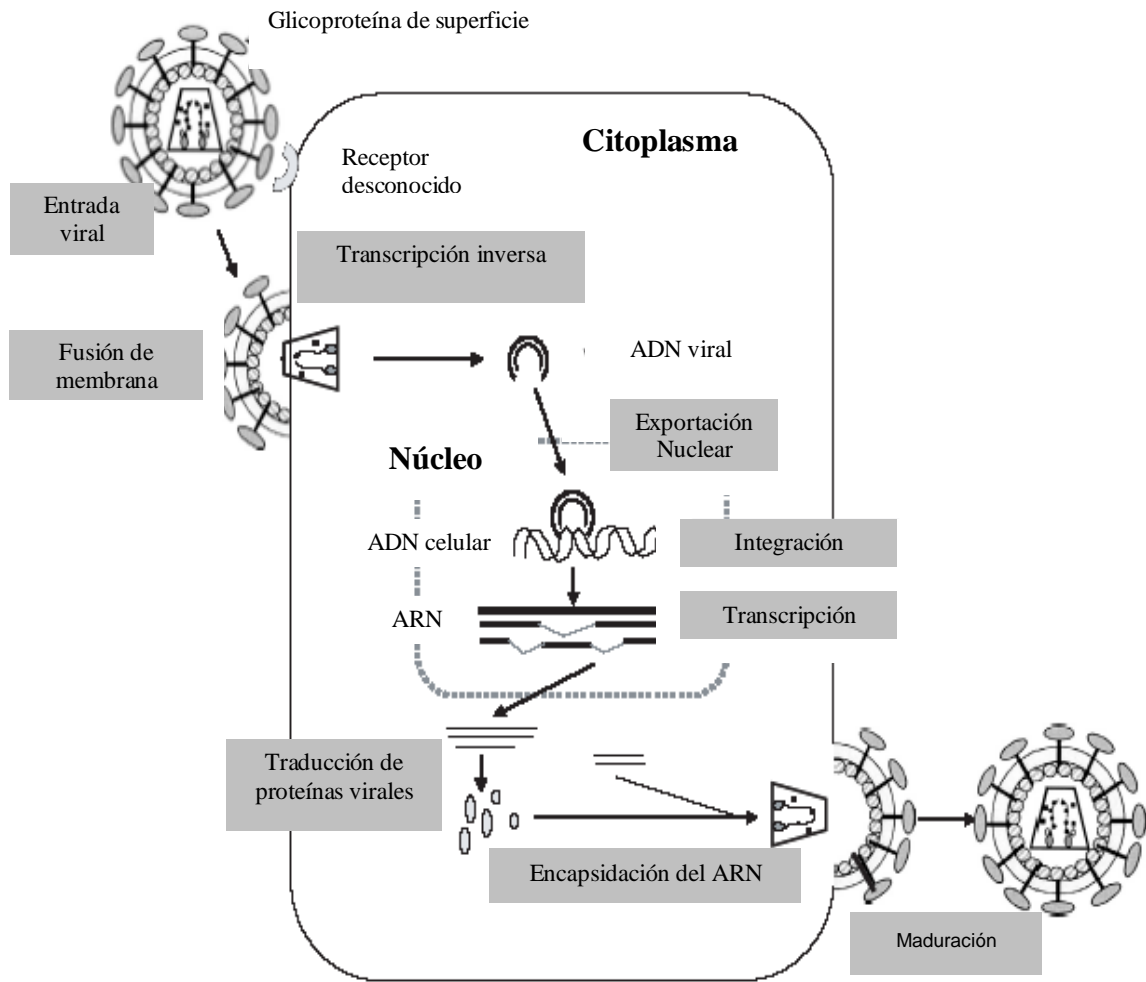 Glicoproteína de superficie
Citoplasma
Receptor
desconocido
Entrada
viral
Transcripción inversa
Fusión de
membrana
ADN viral
Exportación
Nuclear
Núcleo
ADN celular
Integración
ARN
Transcripción
Traducción de
proteínas virales
Encapsidación del ARN
Maduración